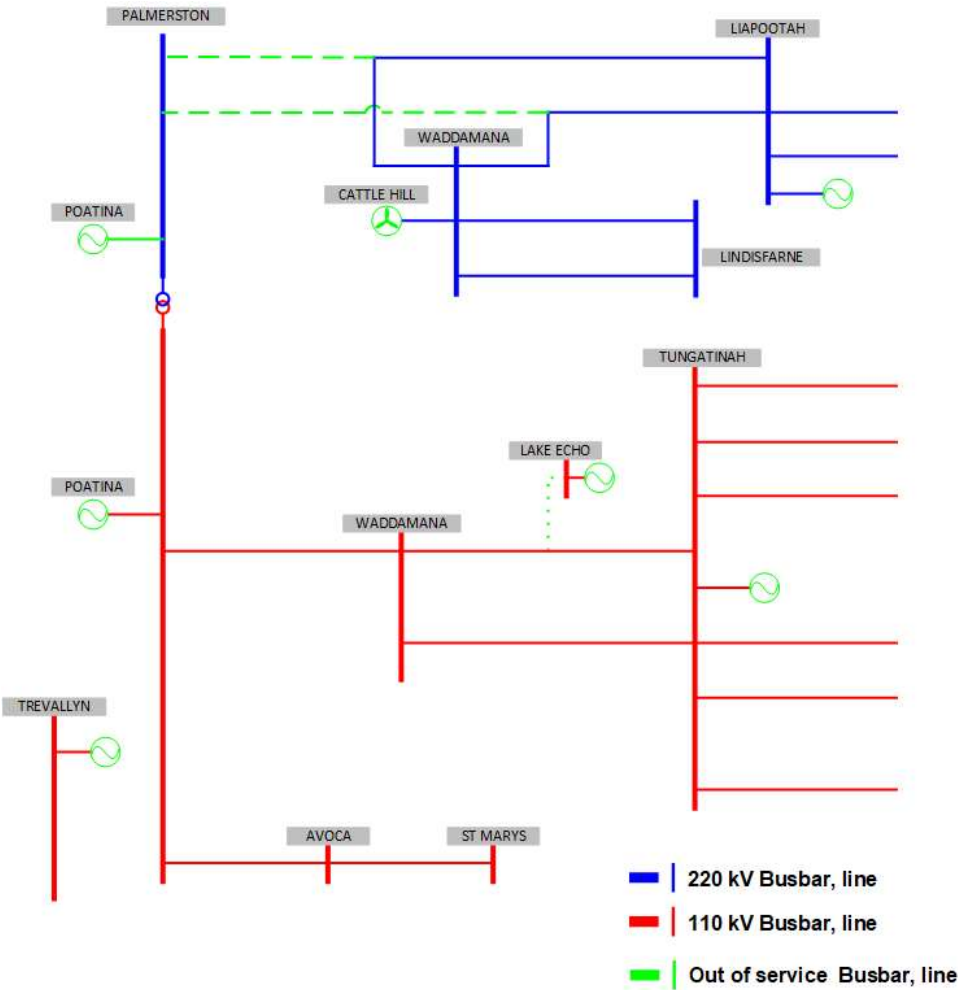 PALMERSTON
LIAPOOTAH
WADDAMANA
CATTLE HILL
POATINA
LINDISFARNE
TUNGATINAH
LAKE ECHO
POATINA
WADDAMANA
TREVALLYN
AVOCA
ST MARYS
220 kV Busbar, line
110 kV Busbar, line
Out of service Busbar, line